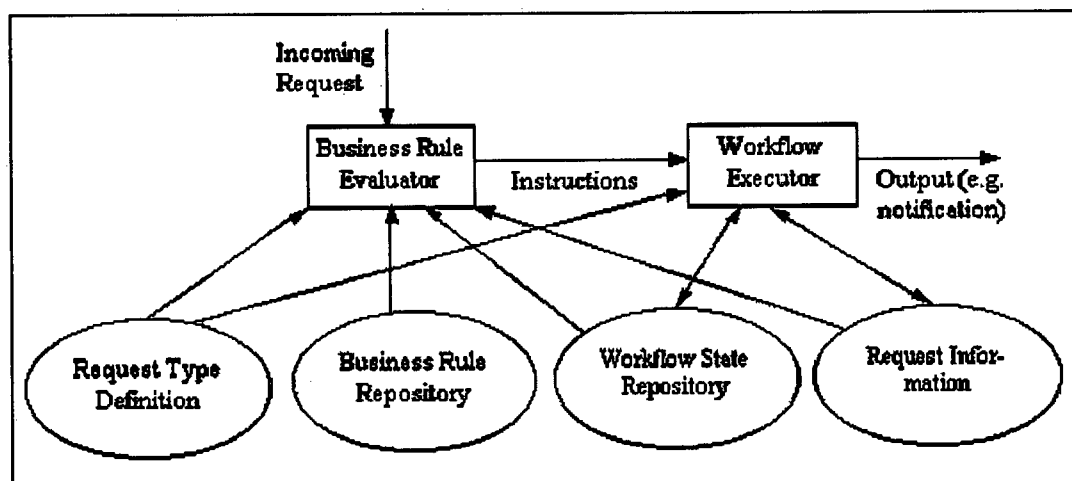 Incoming
Request
Business Rule
Evaluator
Instructions
Workflow
Executor
Output (e.g.
notification)
Request Type
Definition
Business Rule
Repository
Workflow State
Repository
Request Infor-
mation